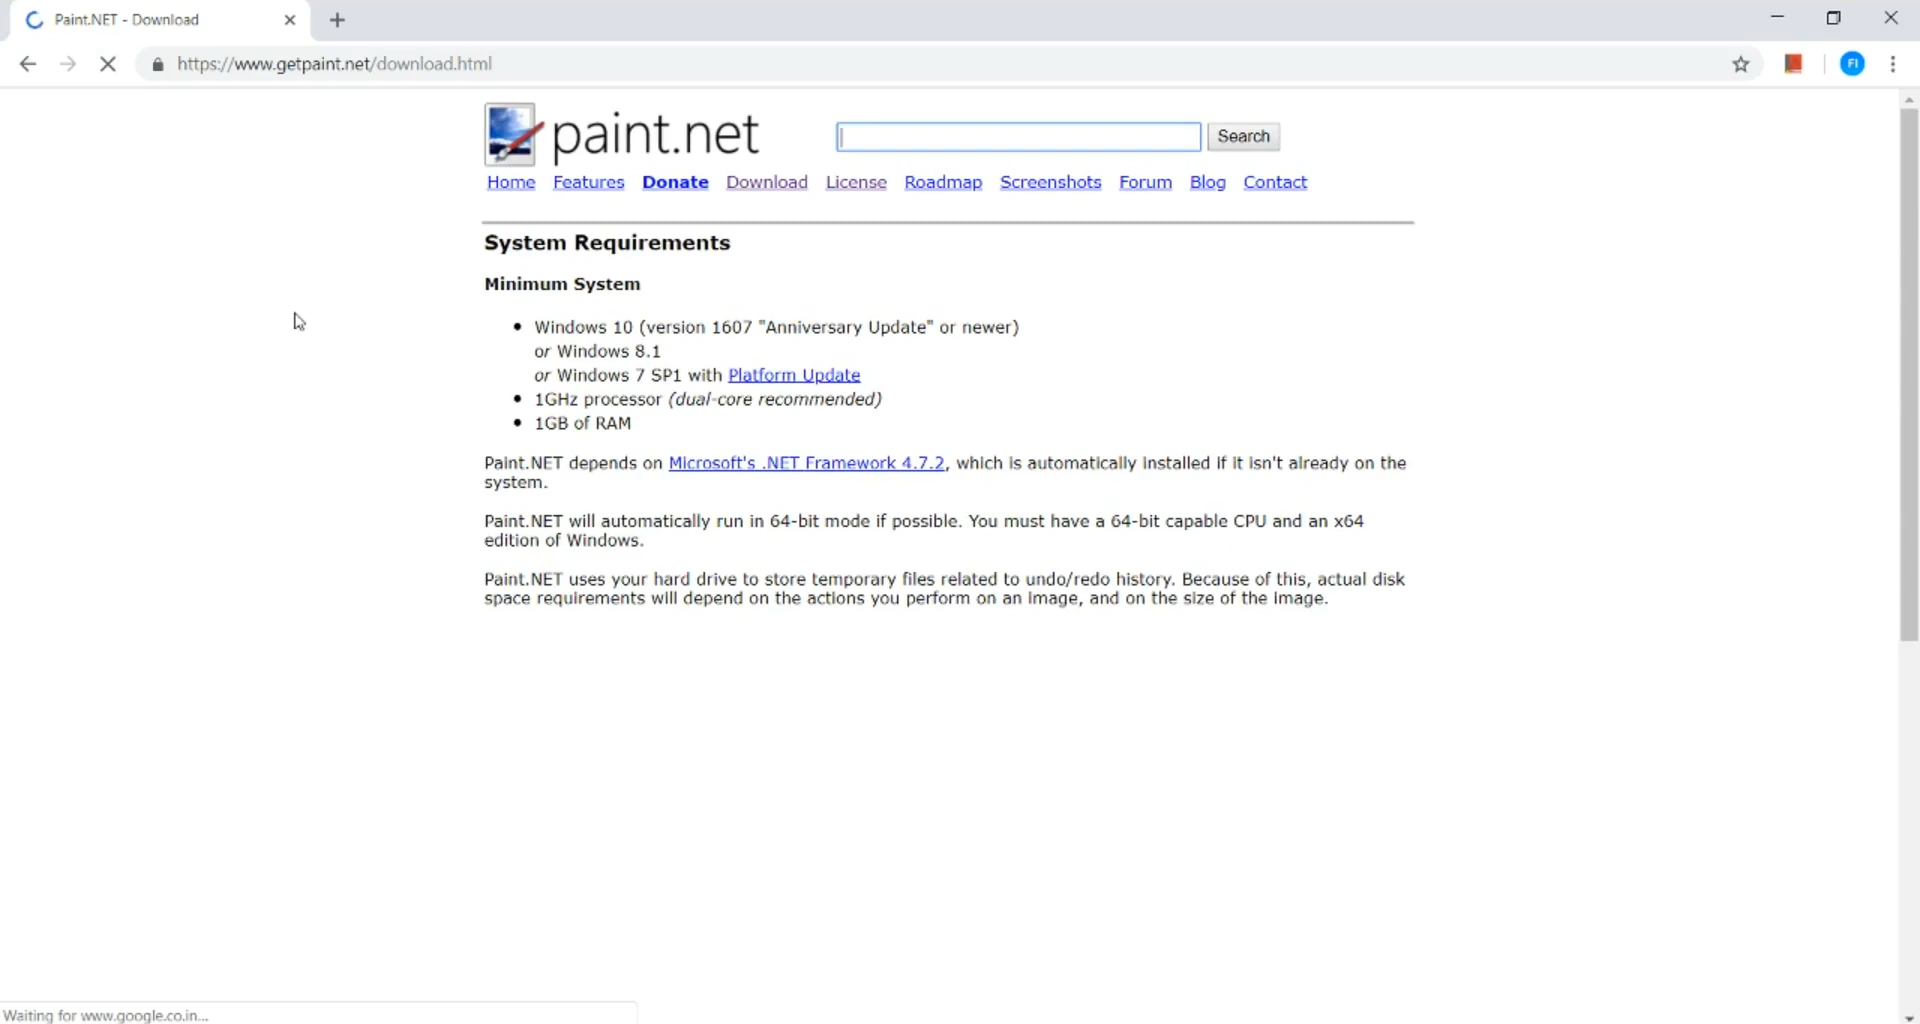 Paint.NET - Download
https://www.getpaint.net/download.html
FI
paint.net
Search
Home Features Donate Download License Roadmap Screenshots Forum Blog Contact
System Requirements
Minimum System
Windows 10 (version 1607 "Anniversary Update" or newer)
or Windows 8.1
or Windows 7 SP1 with Platform Update
1GHz processor (dual-core recommended)
1GB of RAM
Paint.NET depends on Microsoft's .NET Framework 4.7.2, which is automatically installed if it isn't already on the
system.
Paint.NET will automatically run in 64-bit mode if possible. You must have a 64-bit capable CPU and an x64
edition of Windows.
Paint.NET uses your hard drive to store temporary files related to undo/redo history. Because of this, actual disk
space requirements will depend on the actions you perform on an image, and on the size of the image.
Waiting for www.google.co.in...